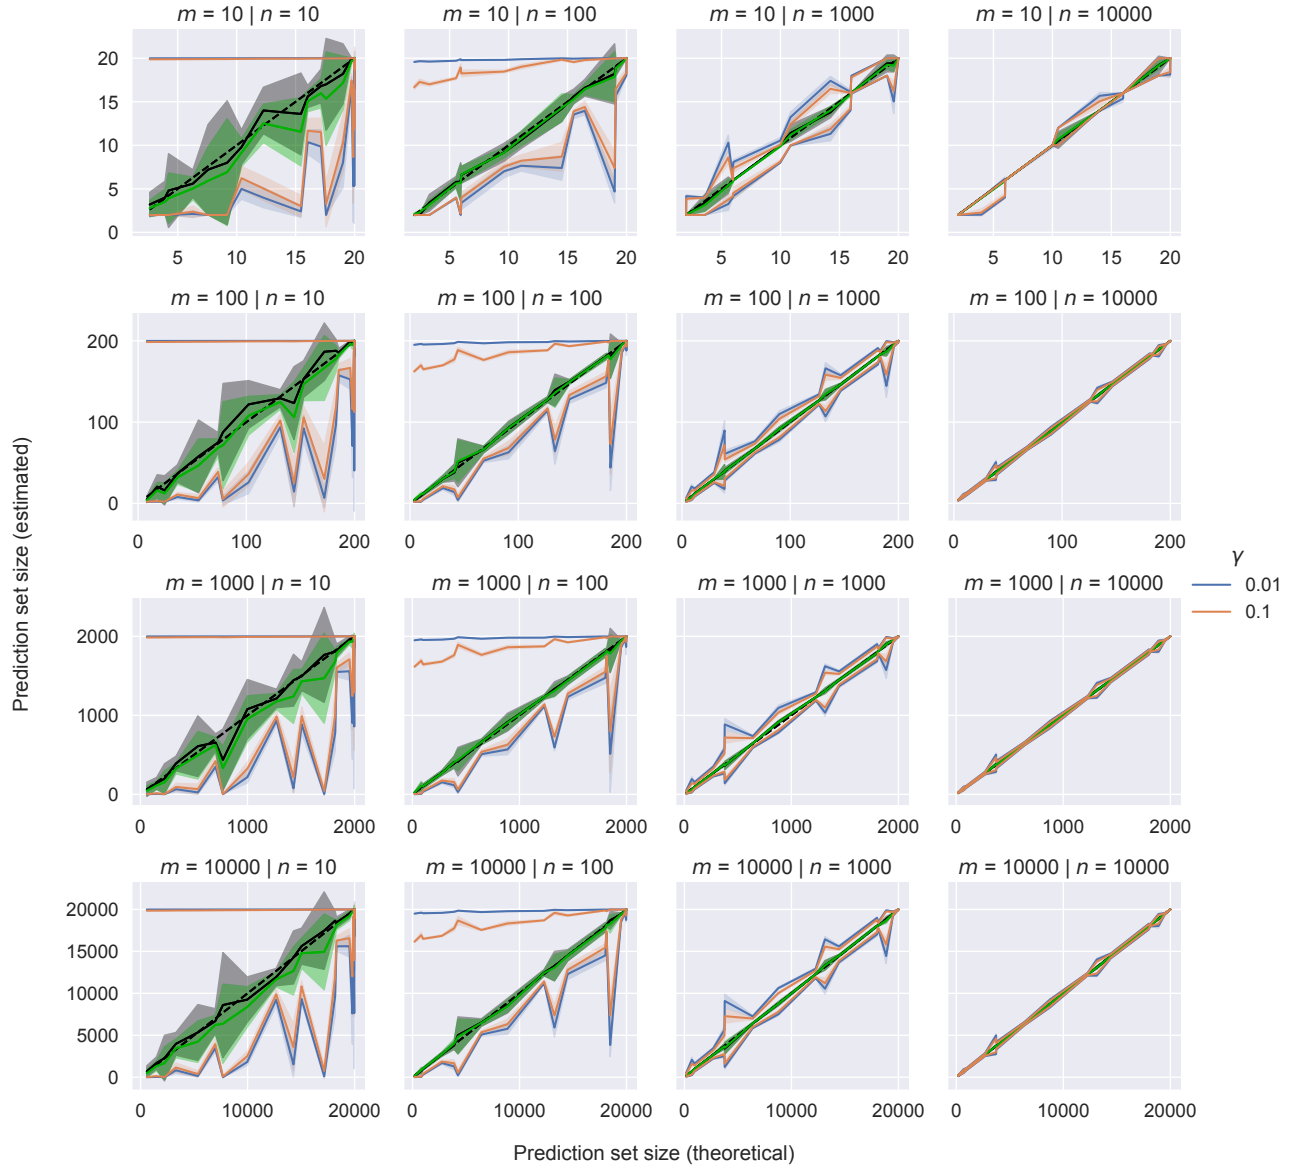 m = 10 | n = 10
m = 10 | n = 100
m = 10 | n = 1000
m = 10 | n = 10000
20
15
10
5
0
5 10 15 20
5 10 15 20
5 10 15 20
5 10 15 20
m = 100 | n = 10
m = 100 | n = 100
m = 100 | n = 1000
m = 100 | n = 10000
200
100
0
0 100 200
0 100 200
0 100 200
0 100 200
Prediction set size (estimated)
γ
0.01
0.1
m = 1000 | n = 10
m = 1000 | n = 100
m = 1000 | n = 1000
m = 1000 | n = 10000
2000
1000
0
0 1000 2000
0 1000 2000
0 1000 2000
0 1000 2000
m = 10000 | n = 10
m = 10000 | n = 100
m = 10000 | n = 1000
m = 10000 | n = 10000
20000
15000
10000
5000
0
0 10000 20000
0 10000 20000
0 10000 20000
0 10000 20000
Prediction set size (theoretical)